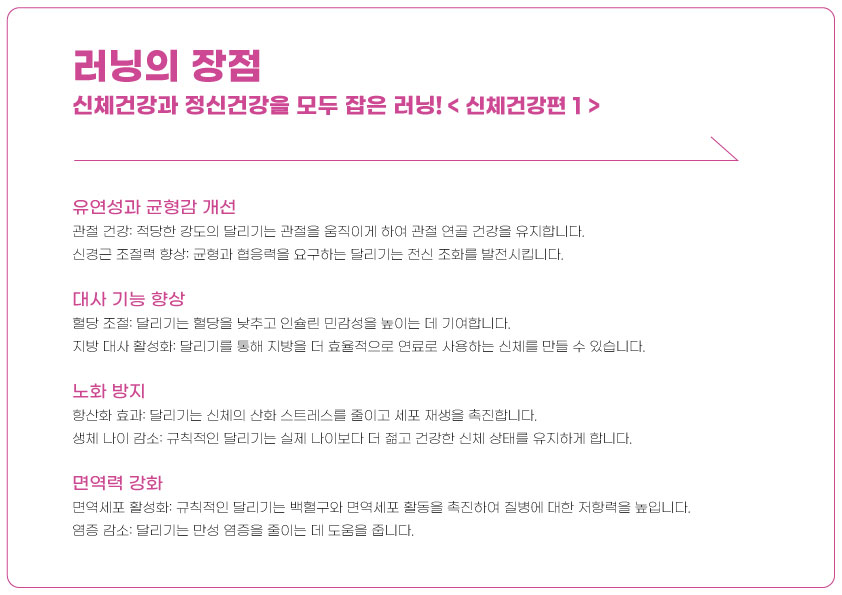 러닝의 장점
신체건강과 정신건강을 모두 잡은 러닝! < 신체건강편 1 >
유연성과 균형감 개선
관절 건강: 적당한 강도의 달리기는 관절을 움직이게 하여 관절 연골 건강을 유지합니다.
신경근 조절력 향상: 균형과 협응력을 요구하는 달리기는 전신 조화를 발전시킵니다.
대사 기능 향상
혈당 조절: 달리기는 혈당을 낮추고 인슐린 민감성을 높이는 데 기여합니다.
지방 대사 활성화: 달리기를 통해 지방을 더 효율적으로 연료로 사용하는 신체를 만들 수 있습니다.
노화 방지
항산화 효과: 달리기는 신체의 산화 스트레스를 줄이고 세포 재생을 촉진합니다.
생체 나이 감소: 규칙적인 달리기는 실제 나이보다 더 젊고 건강한 신체 상태를 유지하게 합니다.
면역력 강화
면역세포 활성화: 규칙적인 달리기는 백혈구와 면역세포 활동을 촉진하여 질병에 대한 저항력을 높입니다.
염증 감소: 달리기는 만성 염증을 줄이는 데 도움을 줍니다.